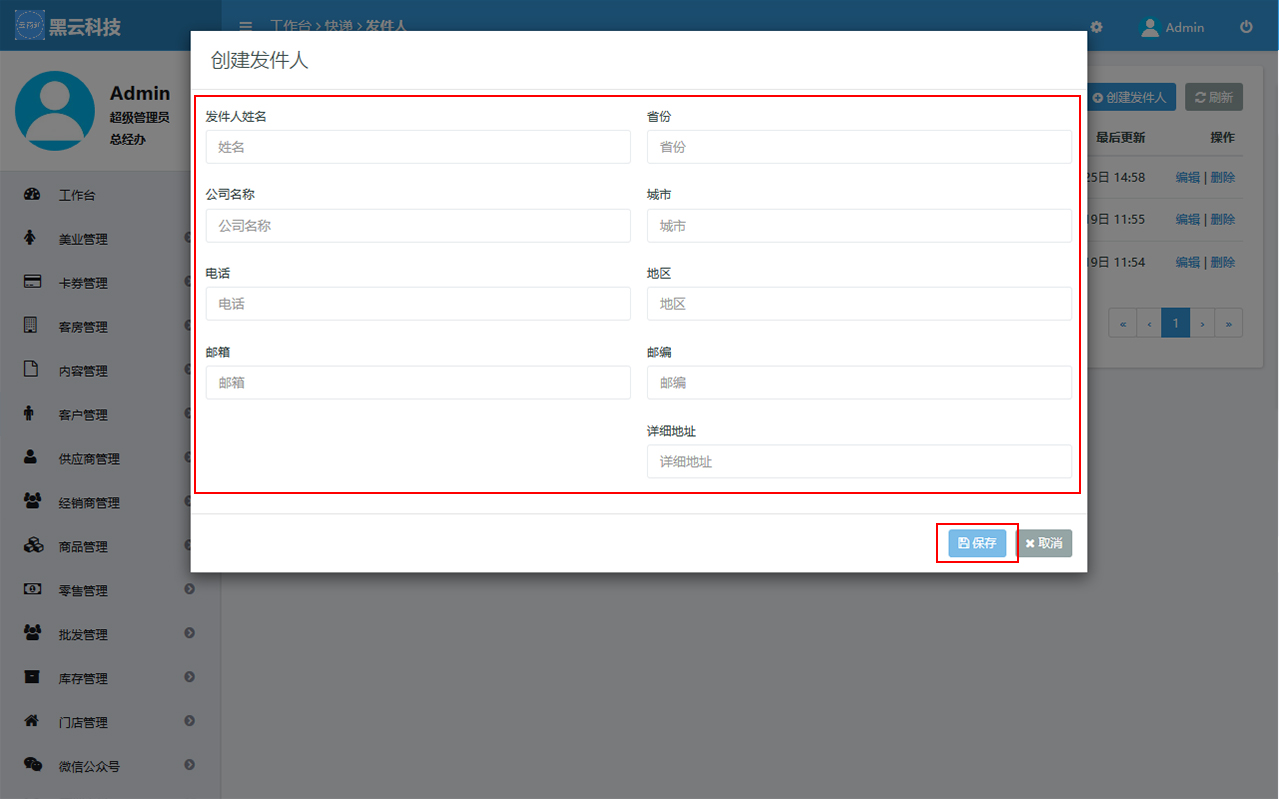 黑云科技
工作台 > 快递 > 发件人
Admin
Admin
超级管理员
总经办
工作台
美业管理
卡券管理
客房管理
内容管理
客户管理
供应商管理
经销商管理
商品管理
零售管理
批发管理
库存管理
门店管理
微信公众号
创建发件人
发件人姓名
姓名
省份
省份
公司名称
公司名称
城市
城市
电话
电话
地区
地区
邮箱
邮箱
邮编
邮编
详细地址
详细地址
保存
取消
创建发件人
刷新
最后更新 操作
25日 14:58 编辑 | 删除
19日 11:55 编辑 | 删除
19日 11:54 编辑 | 删除
« ‹ 1 › »